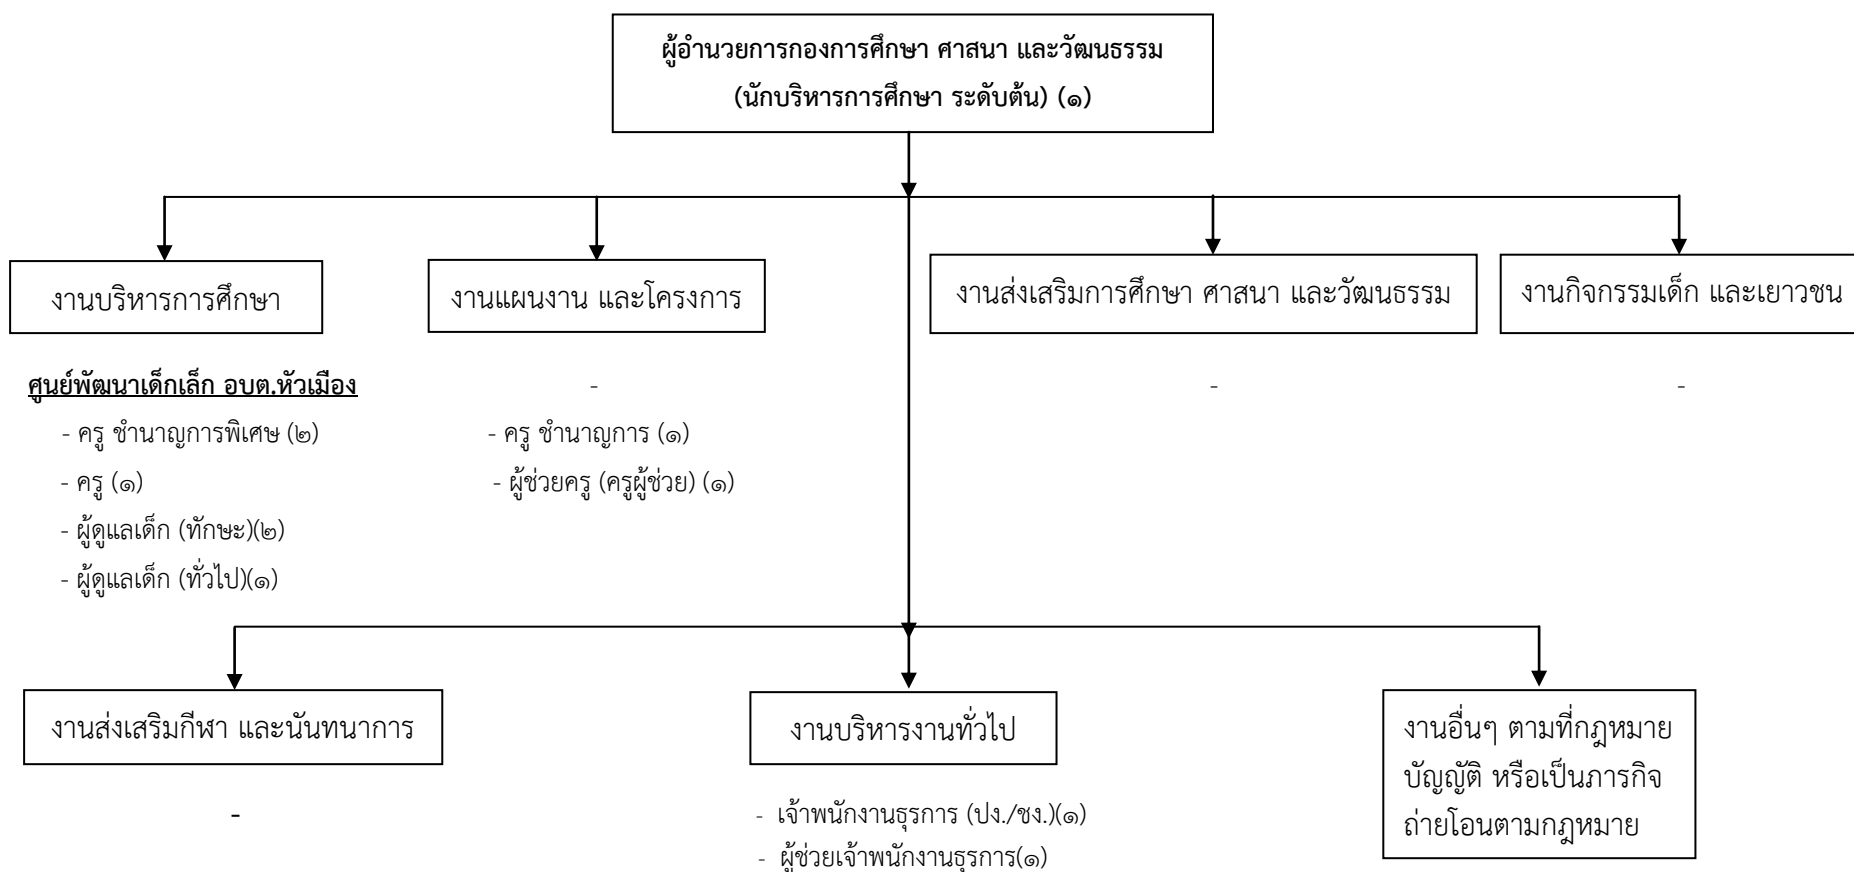 ผู้อำนวยการกองการศึกษา ศาสนา และวัฒนธรรม
(นักบริหารการศึกษา ระดับต้น) (๑)
งานบริหารการศึกษา
งานแผนงาน และโครงการ
งานส่งเสริมการศึกษา ศาสนา และวัฒนธรรม
งานกิจกรรมเด็ก และเยาวชน
ศูนย์พัฒนาเด็กเล็ก อบต.หัวเมือง
-
-
-
- ครู ชำนาญการพิเศษ (๒)
- ครู ชำนาญการ (๑)
- ครู (๑)
- ผู้ช่วยครู (ครูผู้ช่วย) (๑)
- ผู้ดูแลเด็ก (ทักษะ)(๒)
- ผู้ดูแลเด็ก (ทั่วไป)(๑)
งานส่งเสริมกีฬา และนันทนาการ
งานบริหารงานทั่วไป
งานอื่นๆ ตามที่กฎหมาย
บัญญัติ หรือเป็นภารกิจ
ถ่ายโอนตามกฎหมาย
-
- เจ้าพนักงานธุรการ (ปง./ชง.)(๑)
- ผู้ช่วยเจ้าพนักงานธุรการ(๑)